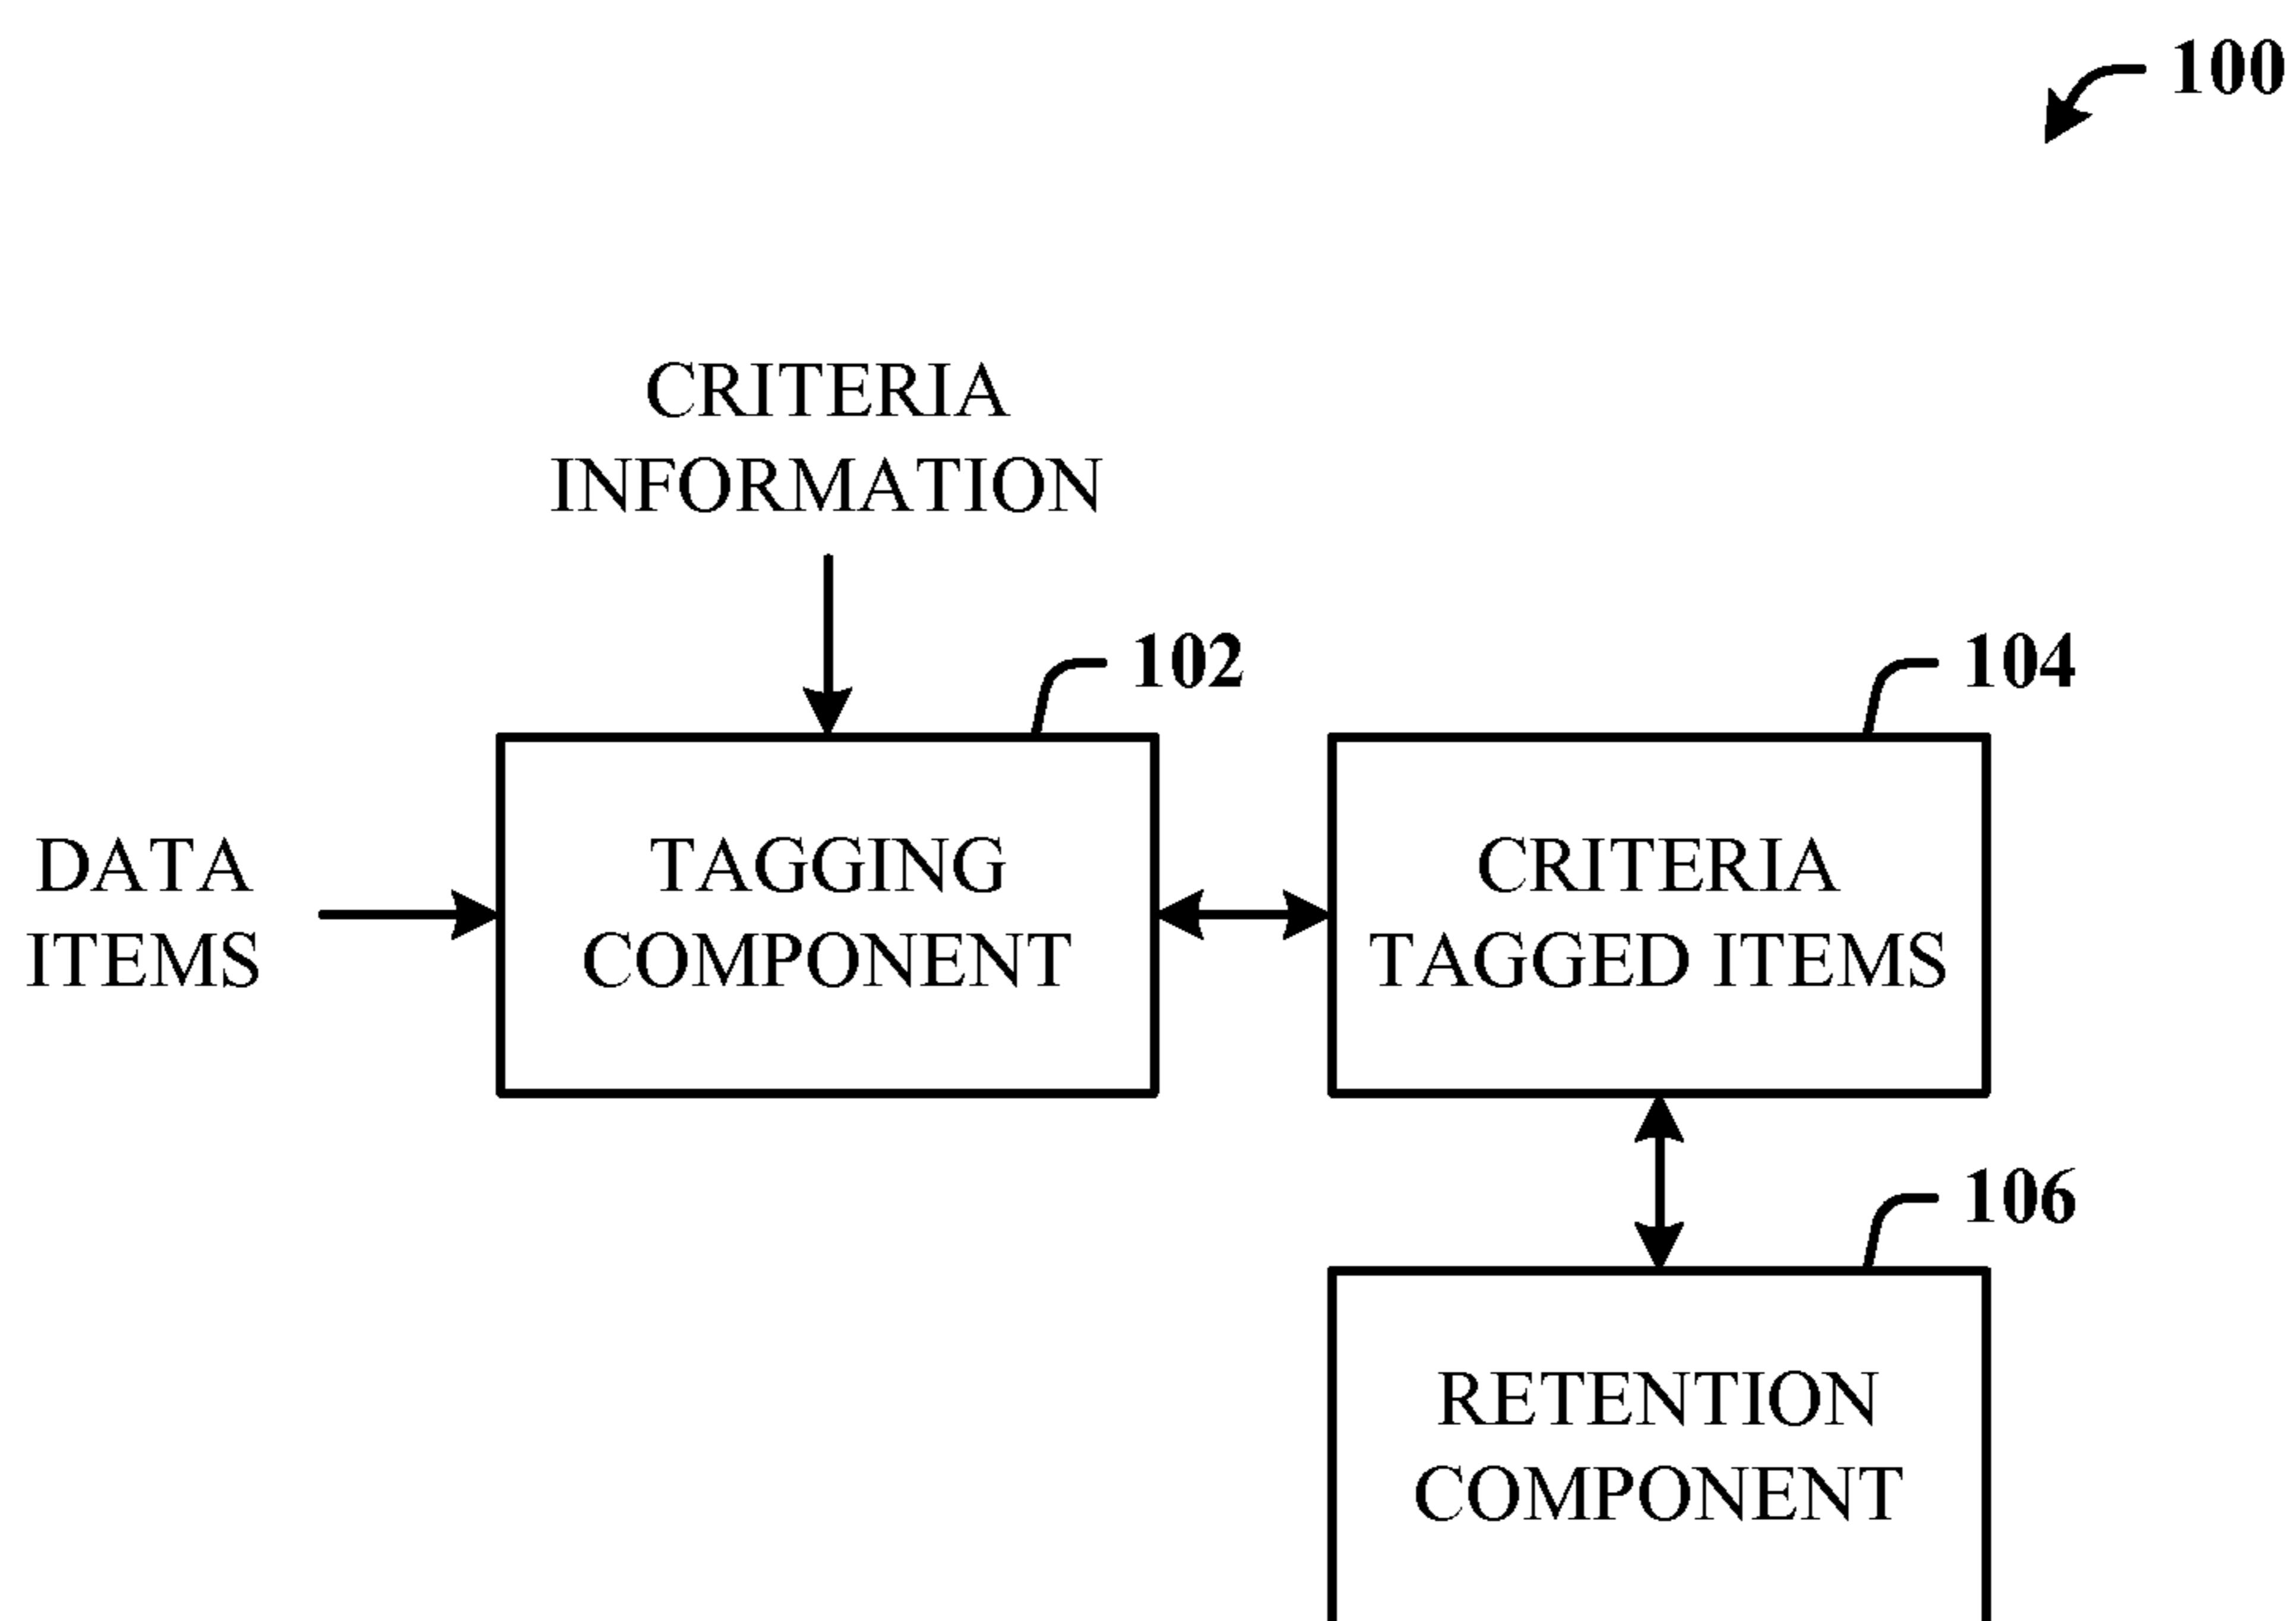 100
CRITERIA
INFORMATION
102
104
DATA
ITEMS
TAGGING
COMPONENT
CRITERIA
TAGGED ITEMS
106
RETENTION
COMPONENT